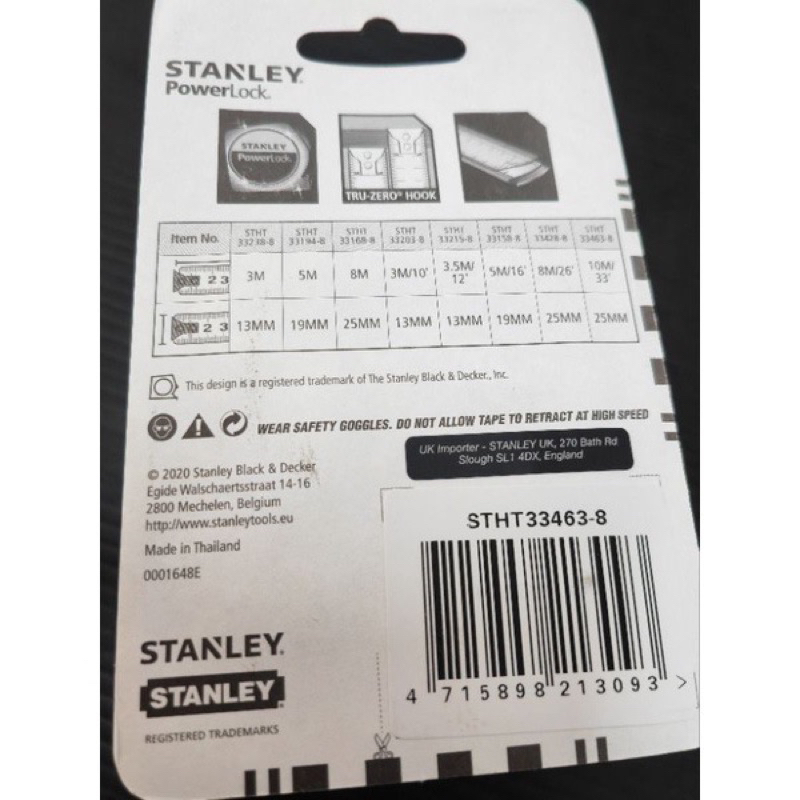 STANLEY.
PowerLock.
STANLEY
PowerLock.
TRU-ZERO® HOOK
Item No. STHT 33238-8 STHT 33194-8 STHT 33168-8 STHT 33203-8 STHT 33215-8 STHT 33158-8 STHT 33428-8 STHT 33463-8
2 3 3M 5M 8M 3M/10' 3.5M/12' 5M/16' 8M/26' 10M/33'
2 3 13MM 19MM 25MM 13MM 13MM 19MM 25MM 25MM
This design is a registered trademark of The Stanley Black & Decker., Inc.
WEAR SAFETY GOGGLES. DO NOT ALLOW TAPE TO RETRACT AT HIGH SPEED
UK Importer - STANLEY UK, 270 Bath Rd
Slough SL1 4DX, England
© 2020 Stanley Black & Decker
Egide Walschaertsstraat 14-16
2800 Mechelen, Belgium
http://www.stanleytools.eu
Made in Thailand
0001648E
STHT33463-8
4 715898 213093 >
STANLEY.
STANLEY
REGISTERED TRADEMARKS